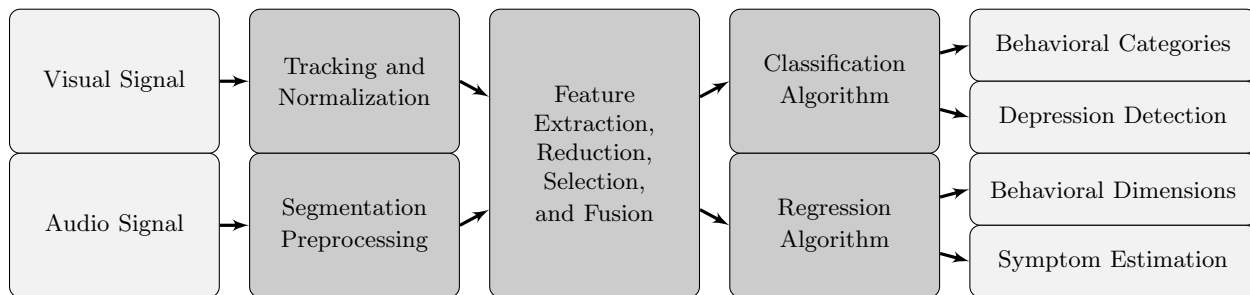 Visual Signal
Audio Signal
Tracking and
Normalization
Segmentation
Preprocessing
Feature
Extraction,
Reduction,
Selection,
and Fusion
Classification
Algorithm
Regression
Algorithm
Behavioral Categories
Depression Detection
Behavioral Dimensions
Symptom Estimation